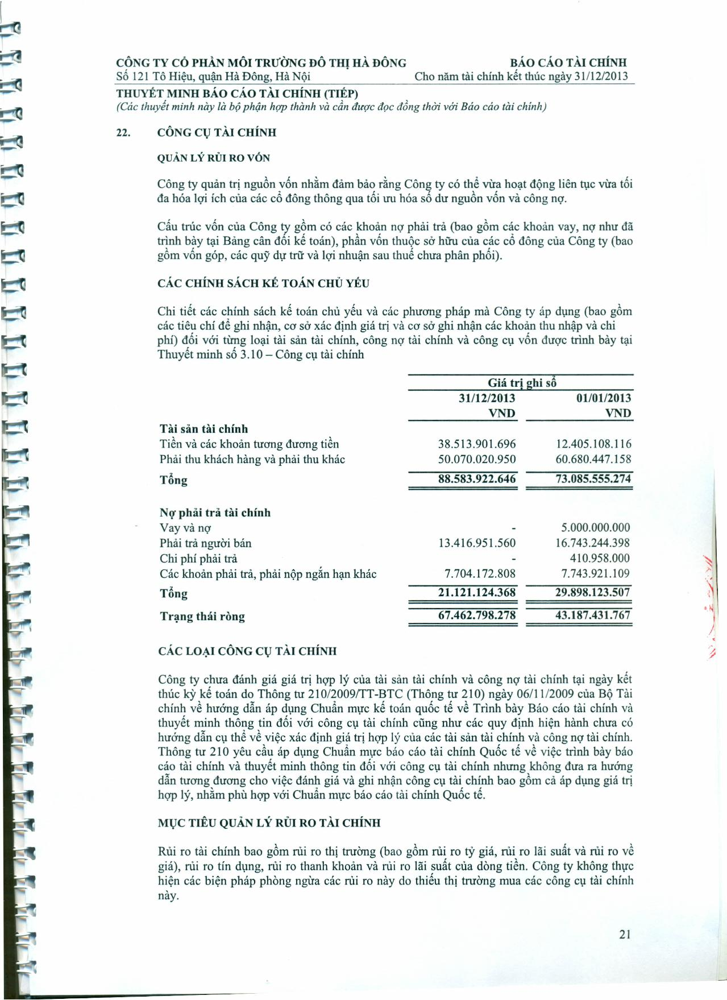 CÔNG TY CỔ PHẦN MÔI TRƯỜNG ĐÔ THỊ HÀ ĐÔNG BÁO CÁO TÀI CHÍNH
Số 121 Tô Hiệu, quận Hà Đông, Hà Nội Cho năm tài chính kết thúc ngày 31/12/2013
THUYẾT MINH BÁO CÁO TÀI CHÍNH (TIẾP)
(Các thuyết minh này là bộ phận hợp thành và cần được đọc đồng thời với Báo cáo tài chính)
22. CÔNG CỤ TÀI CHÍNH
QUẢN LÝ RỦI RO VỐN
Công ty quản trị nguồn vốn nhằm đảm bảo rằng Công ty có thể vừa hoạt động liên tục vừa tối
đa hóa lợi ích của các cổ đông thông qua tối ưu hóa số dư nguồn vốn và công nợ.
Cấu trúc vốn của Công ty gồm có các khoản nợ phải trả (bao gồm các khoản vay, nợ như đã
trình bày tại Bảng cân đối kế toán), phần vốn thuộc sở hữu của các cổ đông của Công ty (bao
gồm vốn góp, các quỹ dự trữ và lợi nhuận sau thuế chưa phân phối).
CÁC CHÍNH SÁCH KẾ TOÁN CHỦ YẾU
Chi tiết các chính sách kế toán chủ yếu và các phương pháp mà Công ty áp dụng (bao gồm
các tiêu chí để ghi nhận, cơ sở xác định giá trị và cơ sở ghi nhận các khoản thu nhập và chi
phí) đối với từng loại tài sản tài chính, công nợ tài chính và công cụ vốn được trình bày tại
Thuyết minh số 3.10 – Công cụ tài chính
Giá trị ghi sổ
31/12/2013 01/01/2013
VND VND
Tài sản tài chính
Tiền và các khoản tương đương tiền 38.513.901.696 12.405.108.116
Phải thu khách hàng và phải thu khác 50.070.020.950 60.680.447.158
Tổng 88.583.922.646 73.085.555.274
Nợ phải trả tài chính
Vay và nợ - 5.000.000.000
Phải trả người bán 13.416.951.560 16.743.244.398
Chi phí phải trả - 410.958.000
Các khoản phải trả, phải nộp ngắn hạn khác 7.704.172.808 7.743.921.109
Tổng 21.121.124.368 29.898.123.507
Trạng thái ròng 67.462.798.278 43.187.431.767
CÁC LOẠI CÔNG CỤ TÀI CHÍNH
Công ty chưa đánh giá giá trị hợp lý của tài sản tài chính và công nợ tài chính tại ngày kết
thúc kỳ kế toán do Thông tư 210/2009/TT-BTC (Thông tư 210) ngày 06/11/2009 của Bộ Tài
chính về hướng dẫn áp dụng Chuẩn mực kế toán quốc tế về Trình bày Báo cáo tài chính và
thuyết minh thông tin đối với công cụ tài chính cũng như các quy định hiện hành chưa có
hướng dẫn cụ thể về việc xác định giá trị hợp lý của các tài sản tài chính và công nợ tài chính.
Thông tư 210 yêu cầu áp dụng Chuẩn mực báo cáo tài chính Quốc tế về việc trình bày báo
cáo tài chính và thuyết minh thông tin đối với công cụ tài chính nhưng không đưa ra hướng
dẫn tương đương cho việc đánh giá và ghi nhận công cụ tài chính bao gồm cả áp dụng giá trị
hợp lý, nhằm phù hợp với Chuẩn mực báo cáo tài chính Quốc tế.
MỤC TIÊU QUẢN LÝ RỦI RO TÀI CHÍNH
Rủi ro tài chính bao gồm rủi ro thị trường (bao gồm rủi ro tỷ giá, rủi ro lãi suất và rủi ro về
giá), rủi ro tín dụng, rủi ro thanh khoản và rủi ro lãi suất của dòng tiền. Công ty không thực
hiện các biện pháp phòng ngừa các rủi ro này do thiếu thị trường mua các công cụ tài chính
này.
21